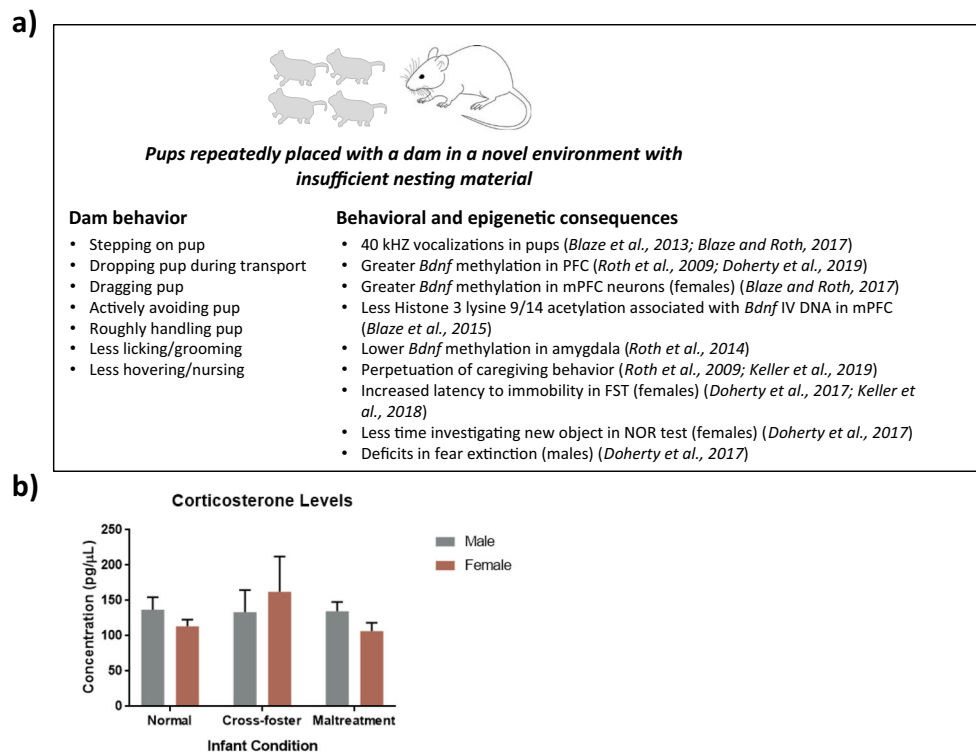 a)
Pups repeatedly placed with a dam in a novel environment with
insufficient nesting material
Dam behavior
• Stepping on pup
• Dropping pup during transport
• Dragging pup
• Actively avoiding pup
• Roughly handling pup
• Less licking/grooming
• Less hovering/nursing
Behavioral and epigenetic consequences
• 40 kHZ vocalizations in pups (Blaze et al., 2013; Blaze and Roth, 2017)
• Greater Bdnf methylation in PFC (Roth et al., 2009; Doherty et al., 2019)
• Greater Bdnf methylation in mPFC neurons (females) (Blaze and Roth, 2017)
• Less Histone 3 lysine 9/14 acetylation associated with Bdnf IV DNA in mPFC
(Blaze et al., 2015)
• Lower Bdnf methylation in amygdala (Roth et al., 2014)
• Perpetuation of caregiving behavior (Roth et al., 2009; Keller et al., 2019)
• Increased latency to immobility in FST (females) (Doherty et al., 2017; Keller et
al., 2018)
• Less time investigating new object in NOR test (females) (Doherty et al., 2017)
• Deficits in fear extinction (males) (Doherty et al., 2017)
b)
Corticosterone Levels
Concentration (pg/µL)
250
200
150
100
50
0
Normal Cross-foster Maltreatment
Infant Condition
Male
Female